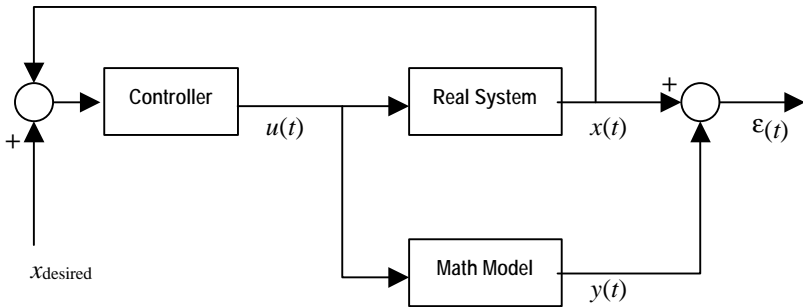 Controller
Real System
+
u(t)
x(t)
ε(t)
+
Math Model
xdesired
y(t)